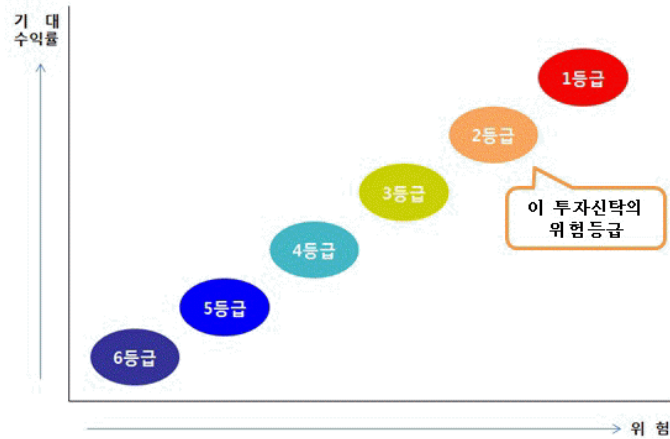 기 대
수익률
1등급
2등급
3등급
이 투자신탁의
위험등급
4등급
5등급
6등급
위 험